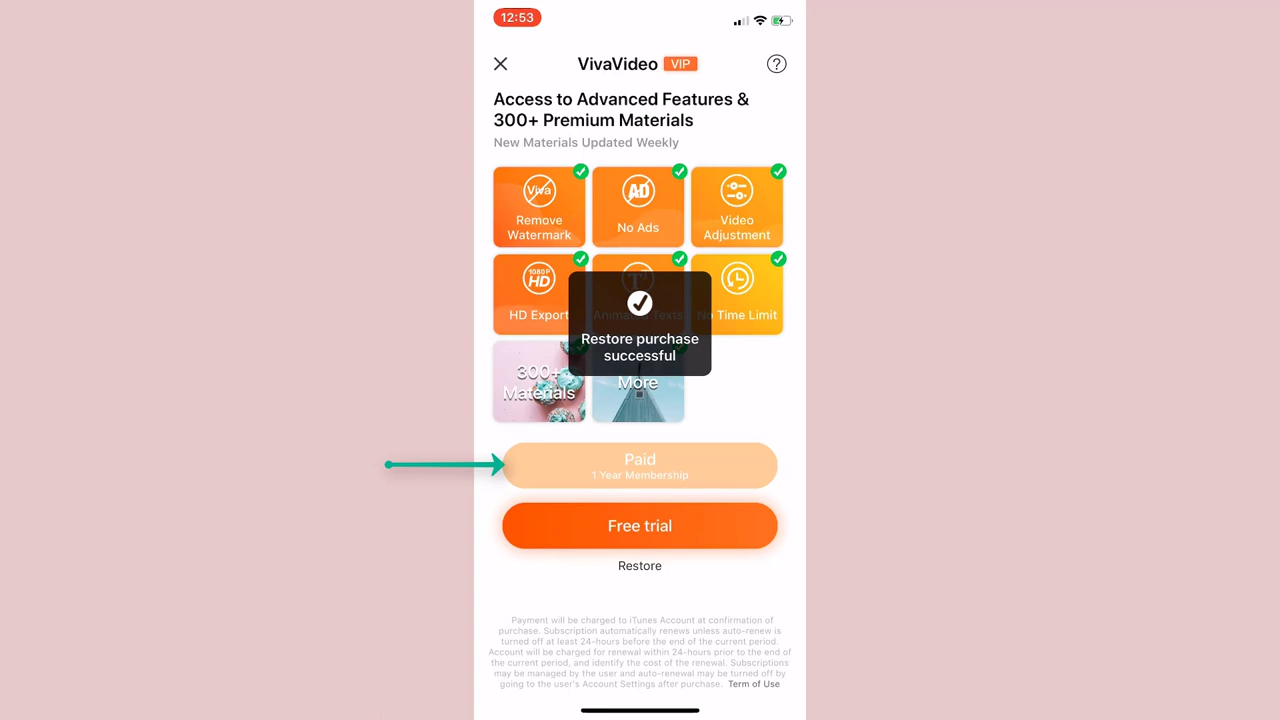 12:53
VivaVideo VIP
?
Access to Advanced Features &
300+ Premium Materials
New Materials Updated Weekly
Viva
Remove
Watermark
AD
No Ads
Video
Adjustment
1080P
HD
HD Export
T
Animated Texts
No Time Limit
Restore purchase
successful
300+
Materials
More
Paid
1 Year Membership
Free trial
Restore
Payment will be charged to iTunes Account at confirmation of
purchase. Subscription automatically renews unless auto-renew is
turned off at least 24-hours before the end of the current period.
Account will be charged for renewal within 24-hours prior to the end of
the current period, and identify the cost of the renewal. Subscriptions
may be managed by the user and auto-renewal may be turned off by
going to the user's Account Settings after purchase. Term of Use